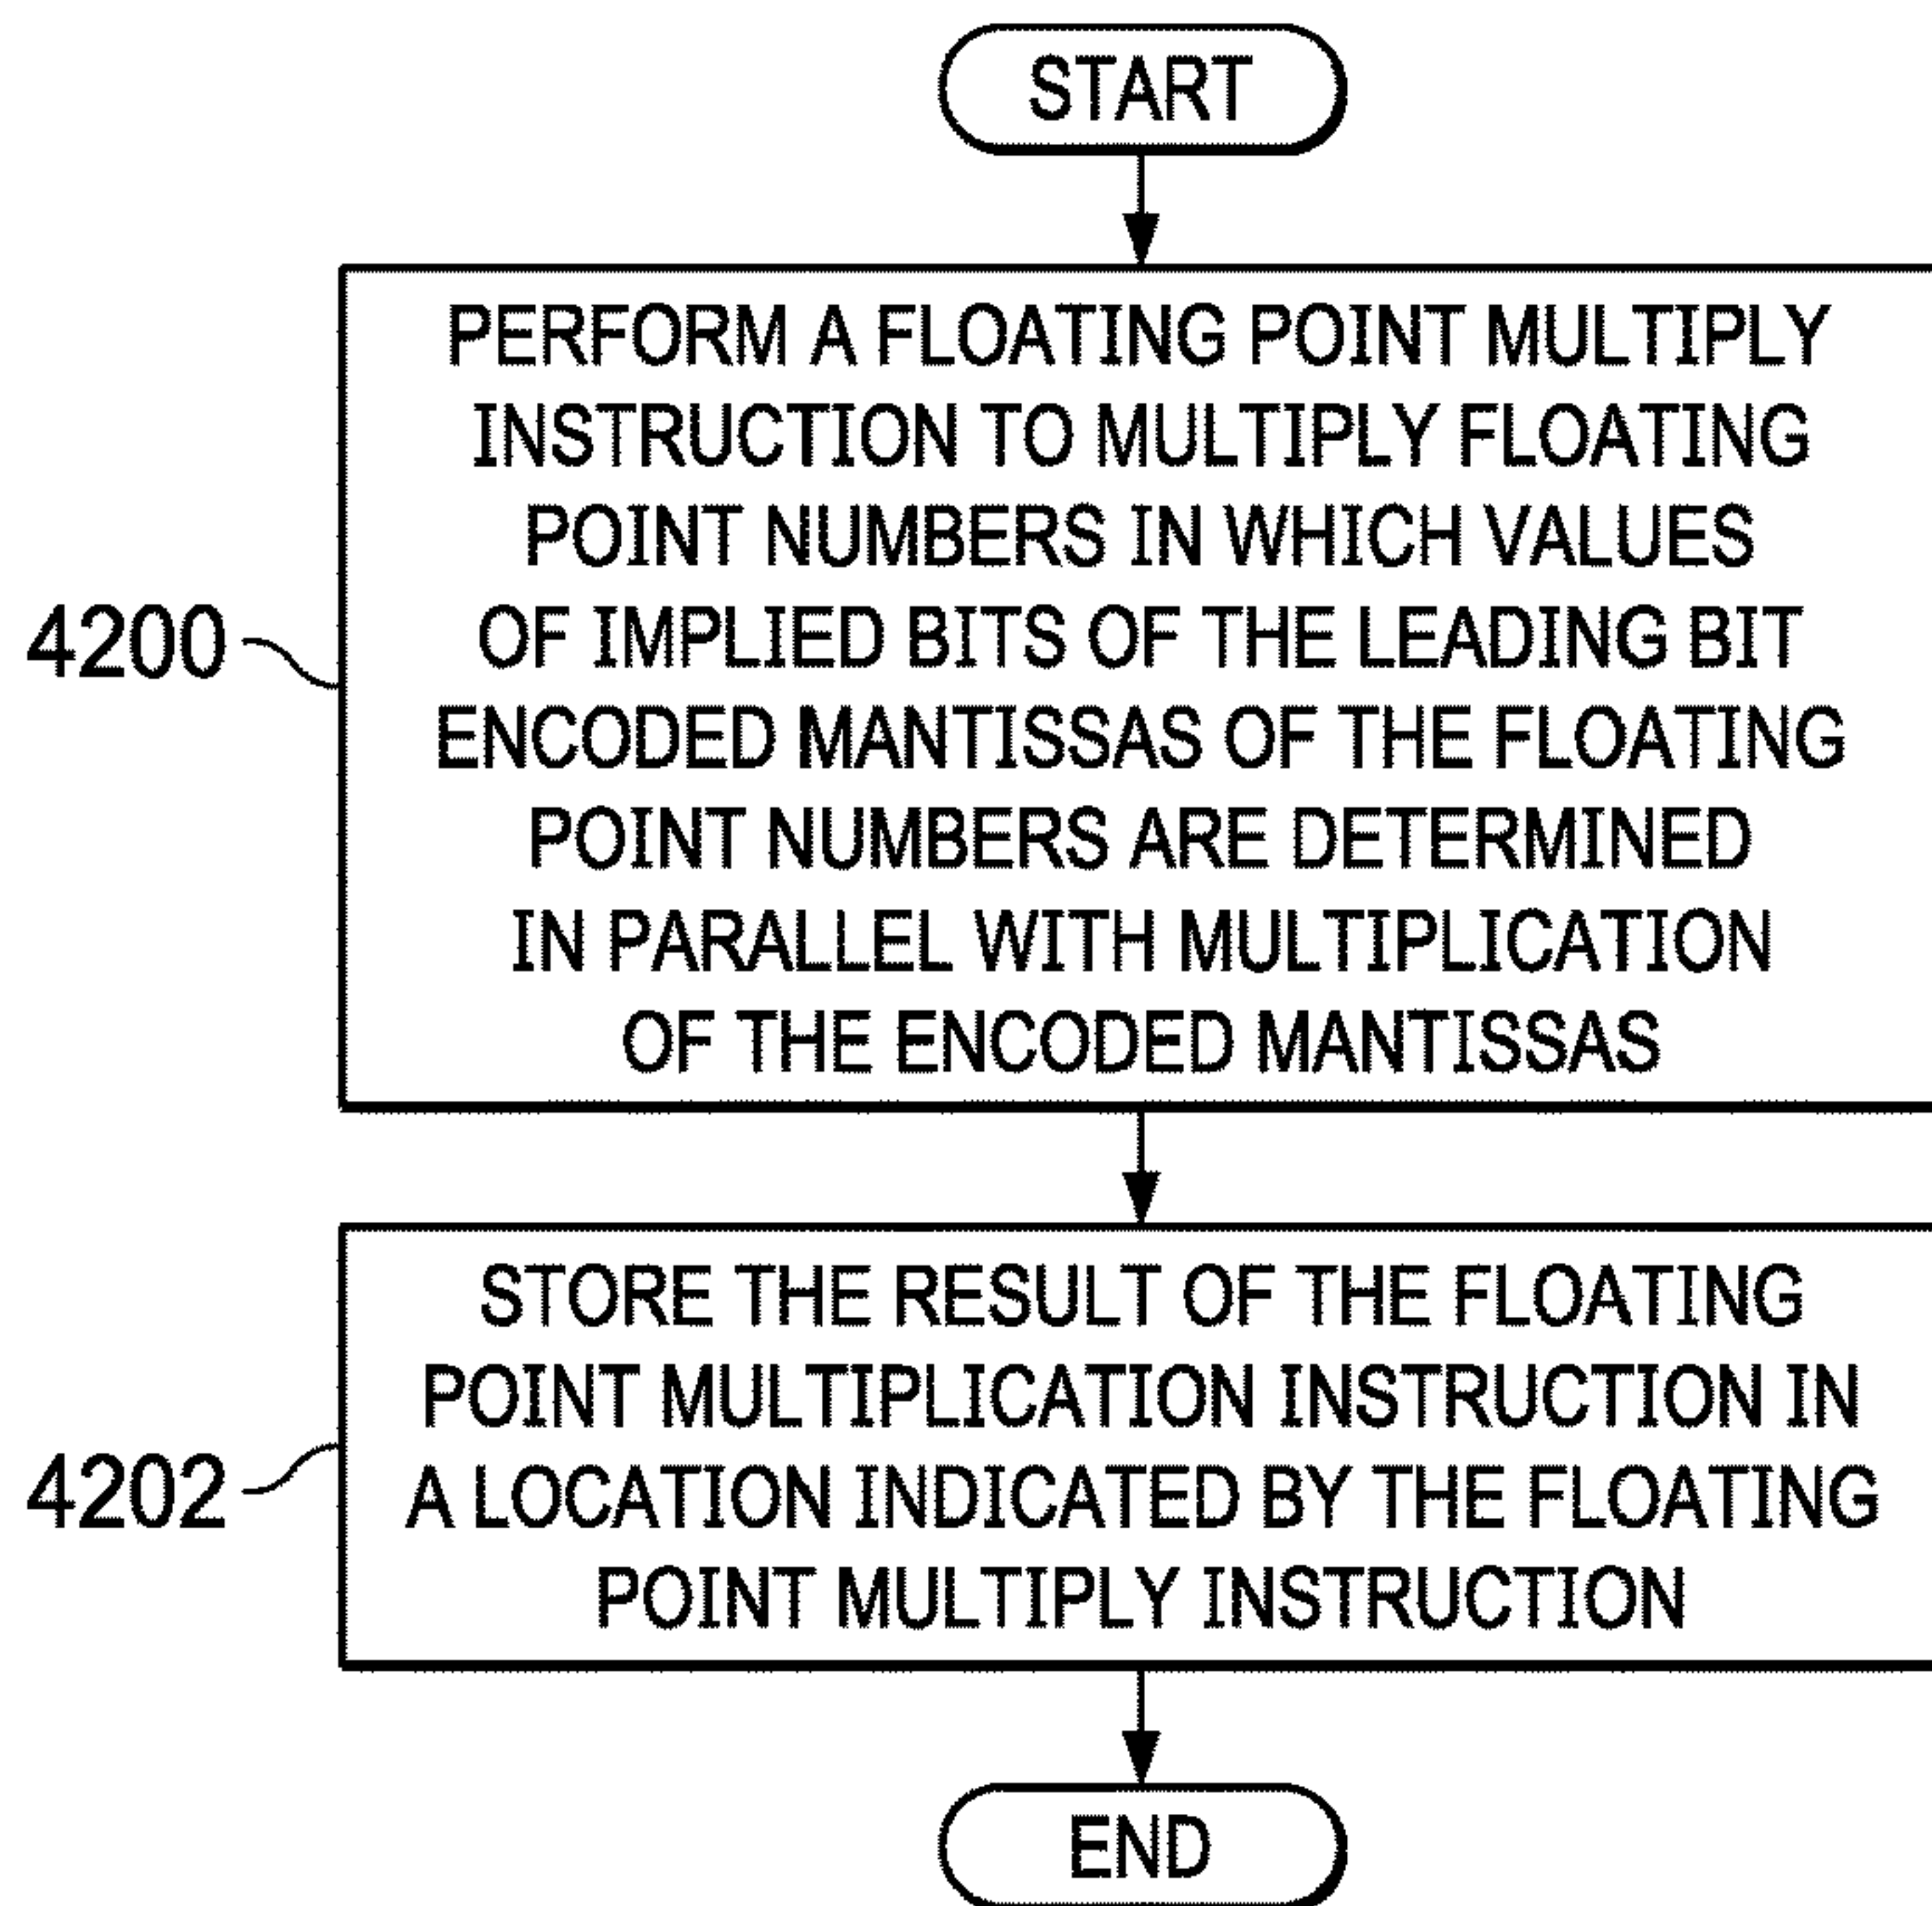 START
PERFORM A FLOATING POINT MULTIPLY
INSTRUCTION TO MULTIPLY FLOATING
POINT NUMBERS IN WHICH VALUES
OF IMPLIED BITS OF THE LEADING BIT
ENCODED MANTISSAS OF THE FLOATING
POINT NUMBERS ARE DETERMINED
IN PARALLEL WITH MULTIPLICATION
OF THE ENCODED MANTISSAS
4200
STORE THE RESULT OF THE FLOATING
POINT MULTIPLICATION INSTRUCTION IN
A LOCATION INDICATED BY THE FLOATING
POINT MULTIPLY INSTRUCTION
4202
END